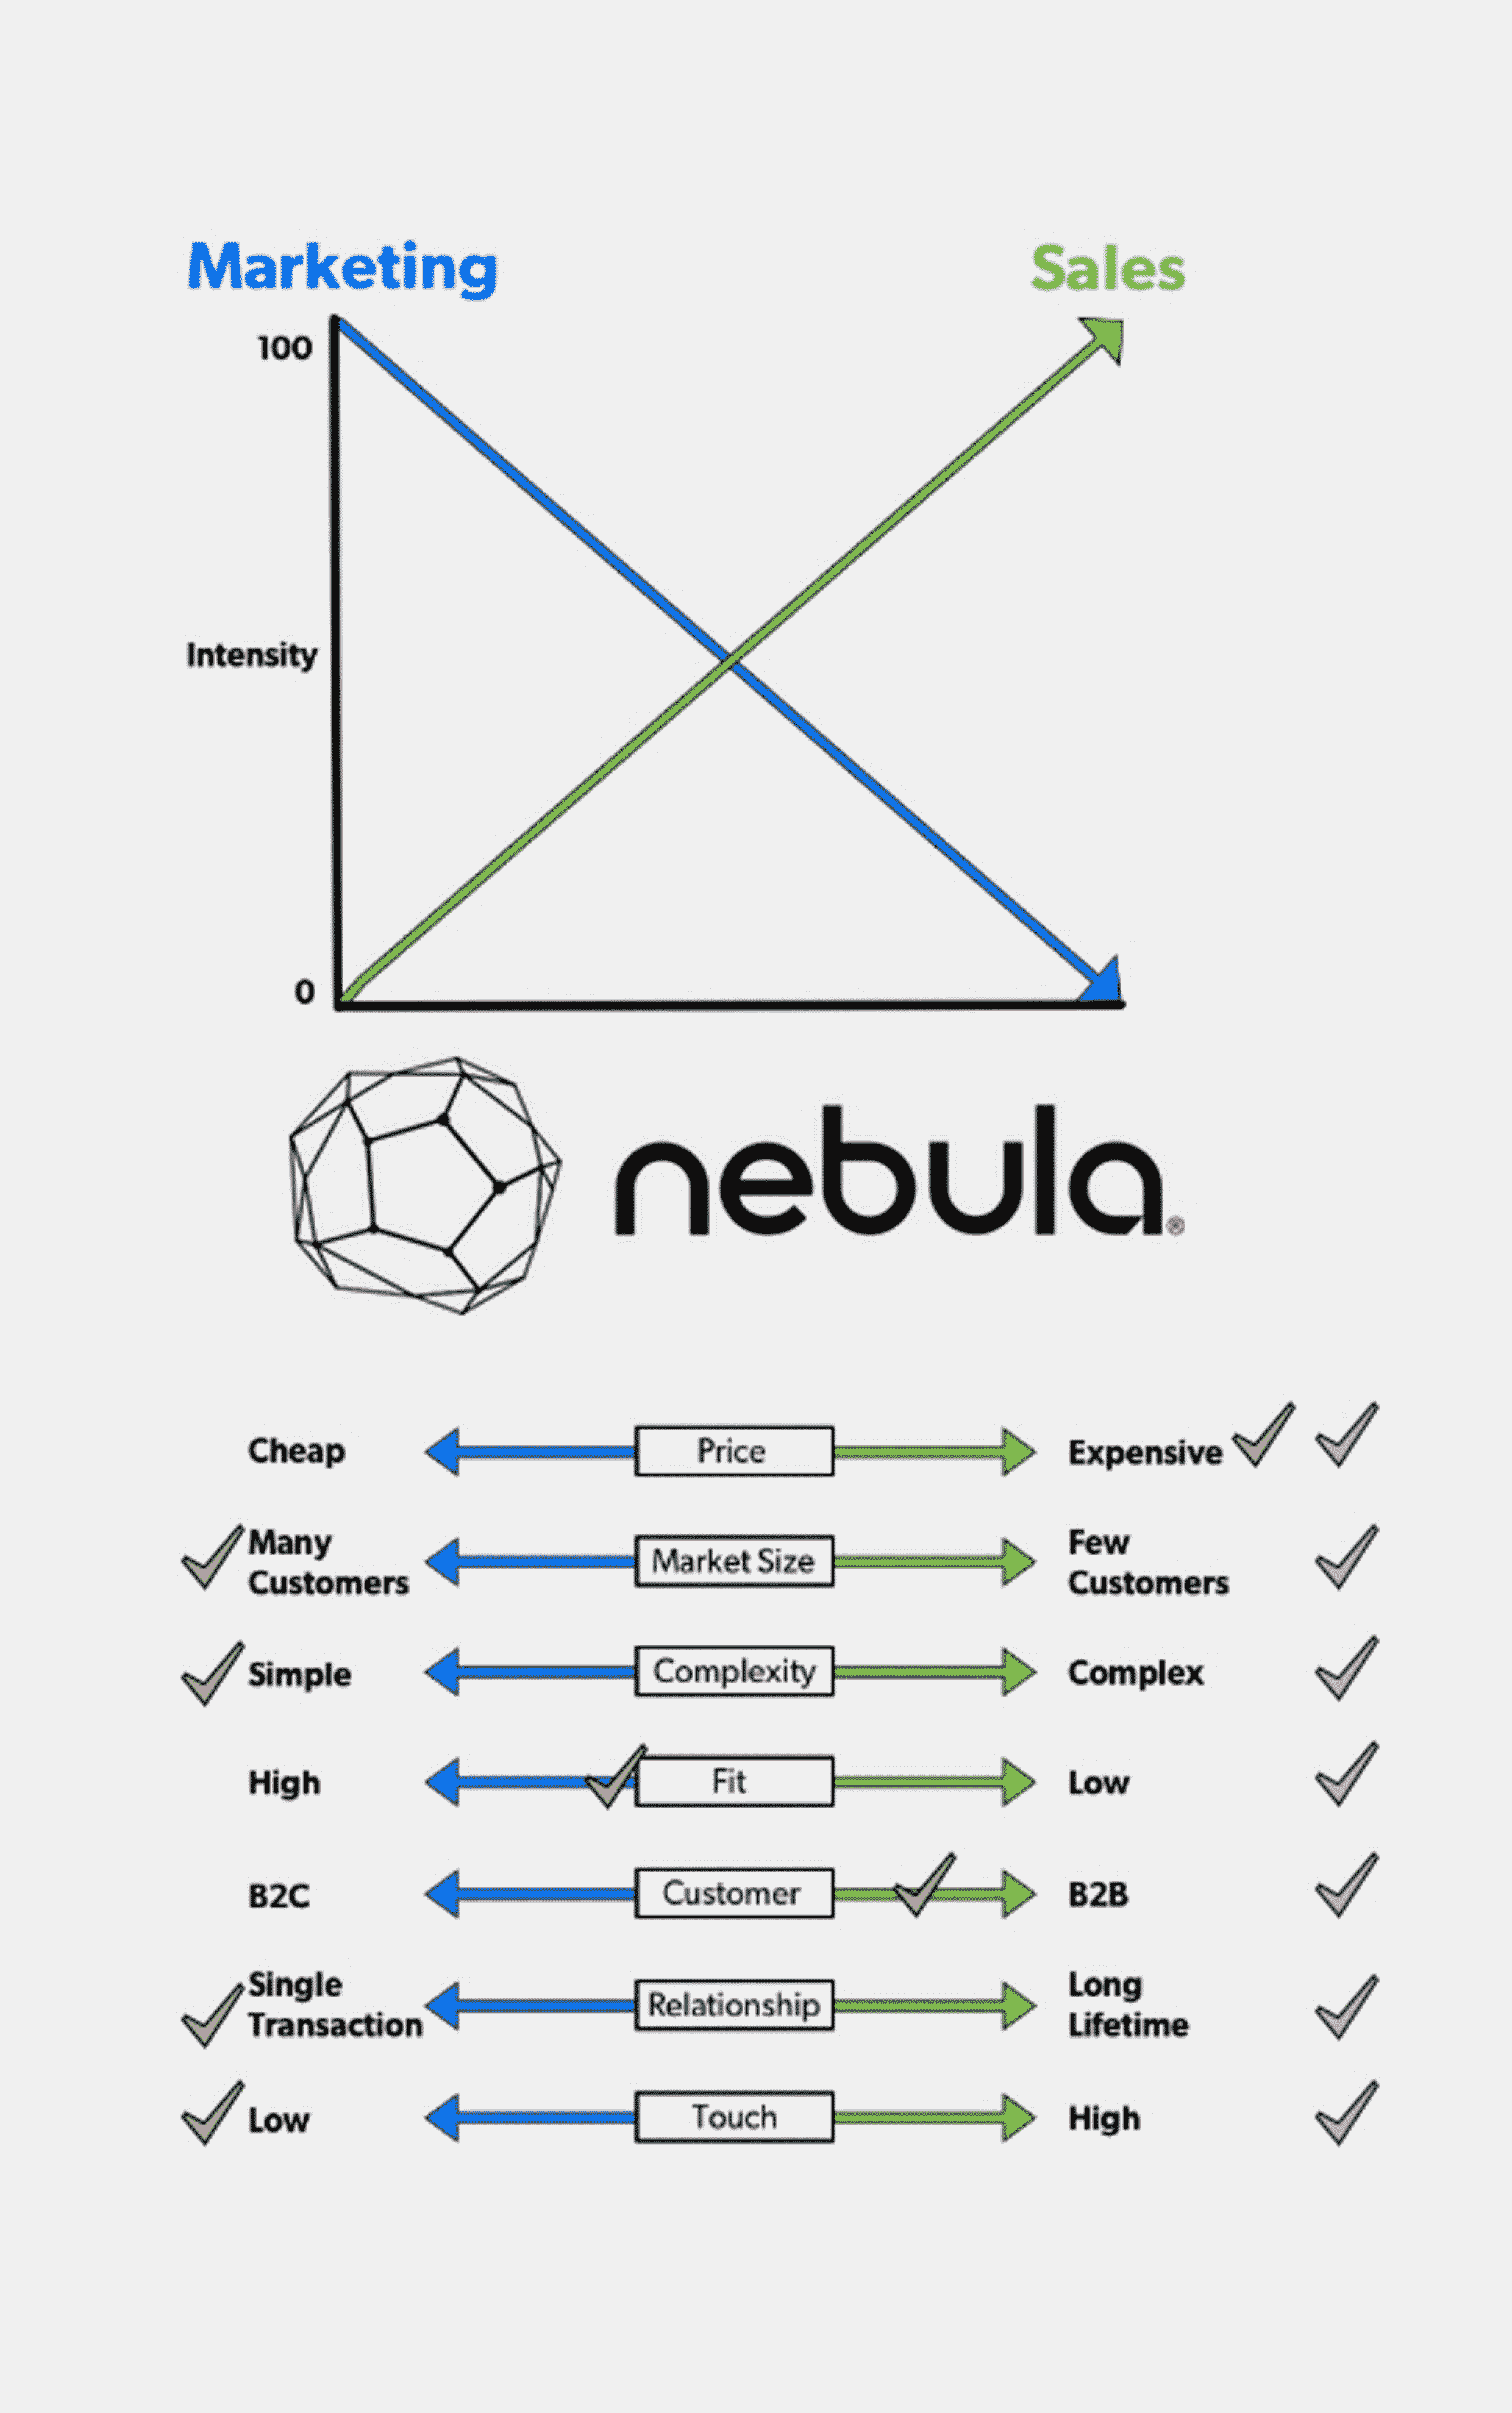 Marketing
Sales
100
Intensity
0
nebula®
Cheap
Price
Expensive
Many
Customers
Market Size
Few
Customers
Simple
Complexity
Complex
High
Fit
Low
B2C
Customer
B2B
Single
Transaction
Relationship
Long
Lifetime
Low
Touch
High